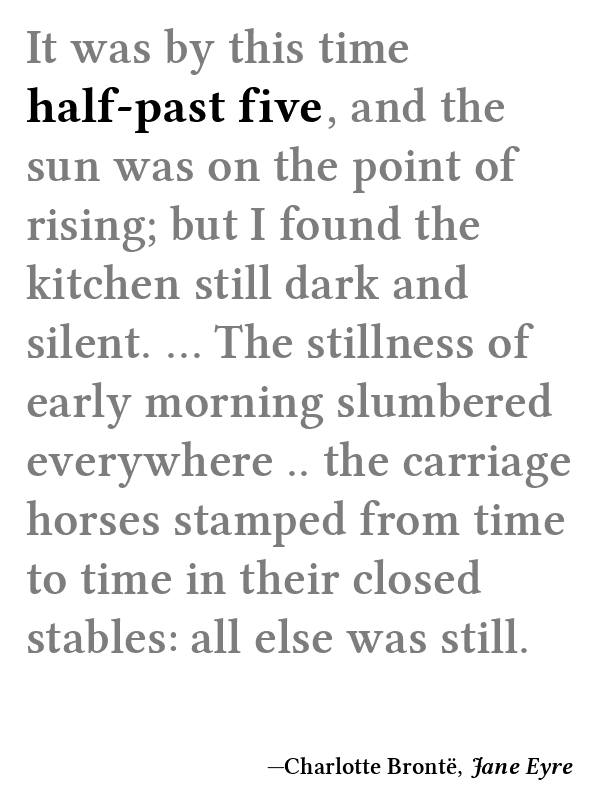 It was by this time
half-past five, and the
sun was on the point of
rising; but I found the
kitchen still dark and
silent. ... The stillness of
early morning slumbered
everywhere .. the carriage
horses stamped from time
to time in their closed
stables: all else was still.
—Charlotte Brontë, Jane Eyre